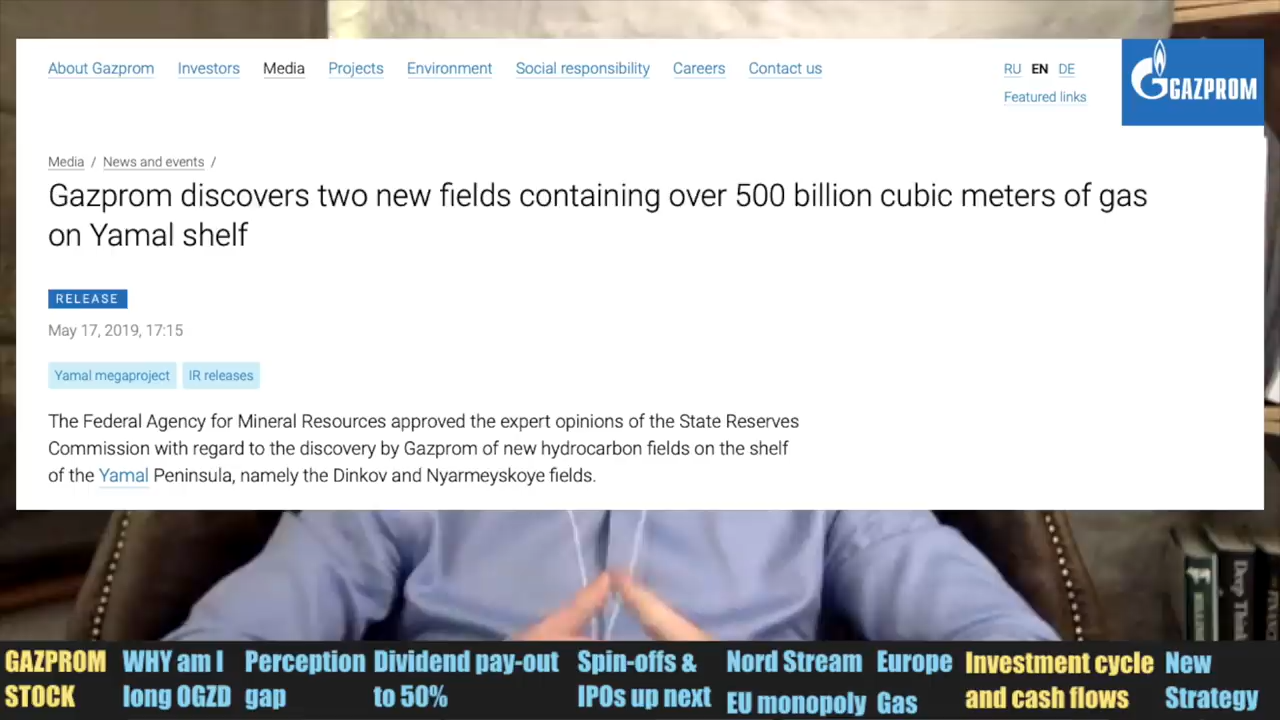 About Gazprom Investors Media Projects Environment Social responsibility Careers Contact us
RU EN DE
Featured links
GAZPROM
Media / News and events /
Gazprom discovers two new fields containing over 500 billion cubic meters of gas
on Yamal shelf
RELEASE
May 17, 2019, 17:15
Yamal megaproject IR releases
The Federal Agency for Mineral Resources approved the expert opinions of the State Reserves
Commission with regard to the discovery by Gazprom of new hydrocarbon fields on the shelf
of the Yamal Peninsula, namely the Dinkov and Nyarmeyskoye fields.
GAZPROM
STOCK
WHY am I
long OGZD
Perception
gap
Dividend pay-out
to 50%
Spin-offs &
IPOs up next
Nord Stream
EU monopoly
Europe
Gas
Investment cycle
and cash flows
New
Strategy